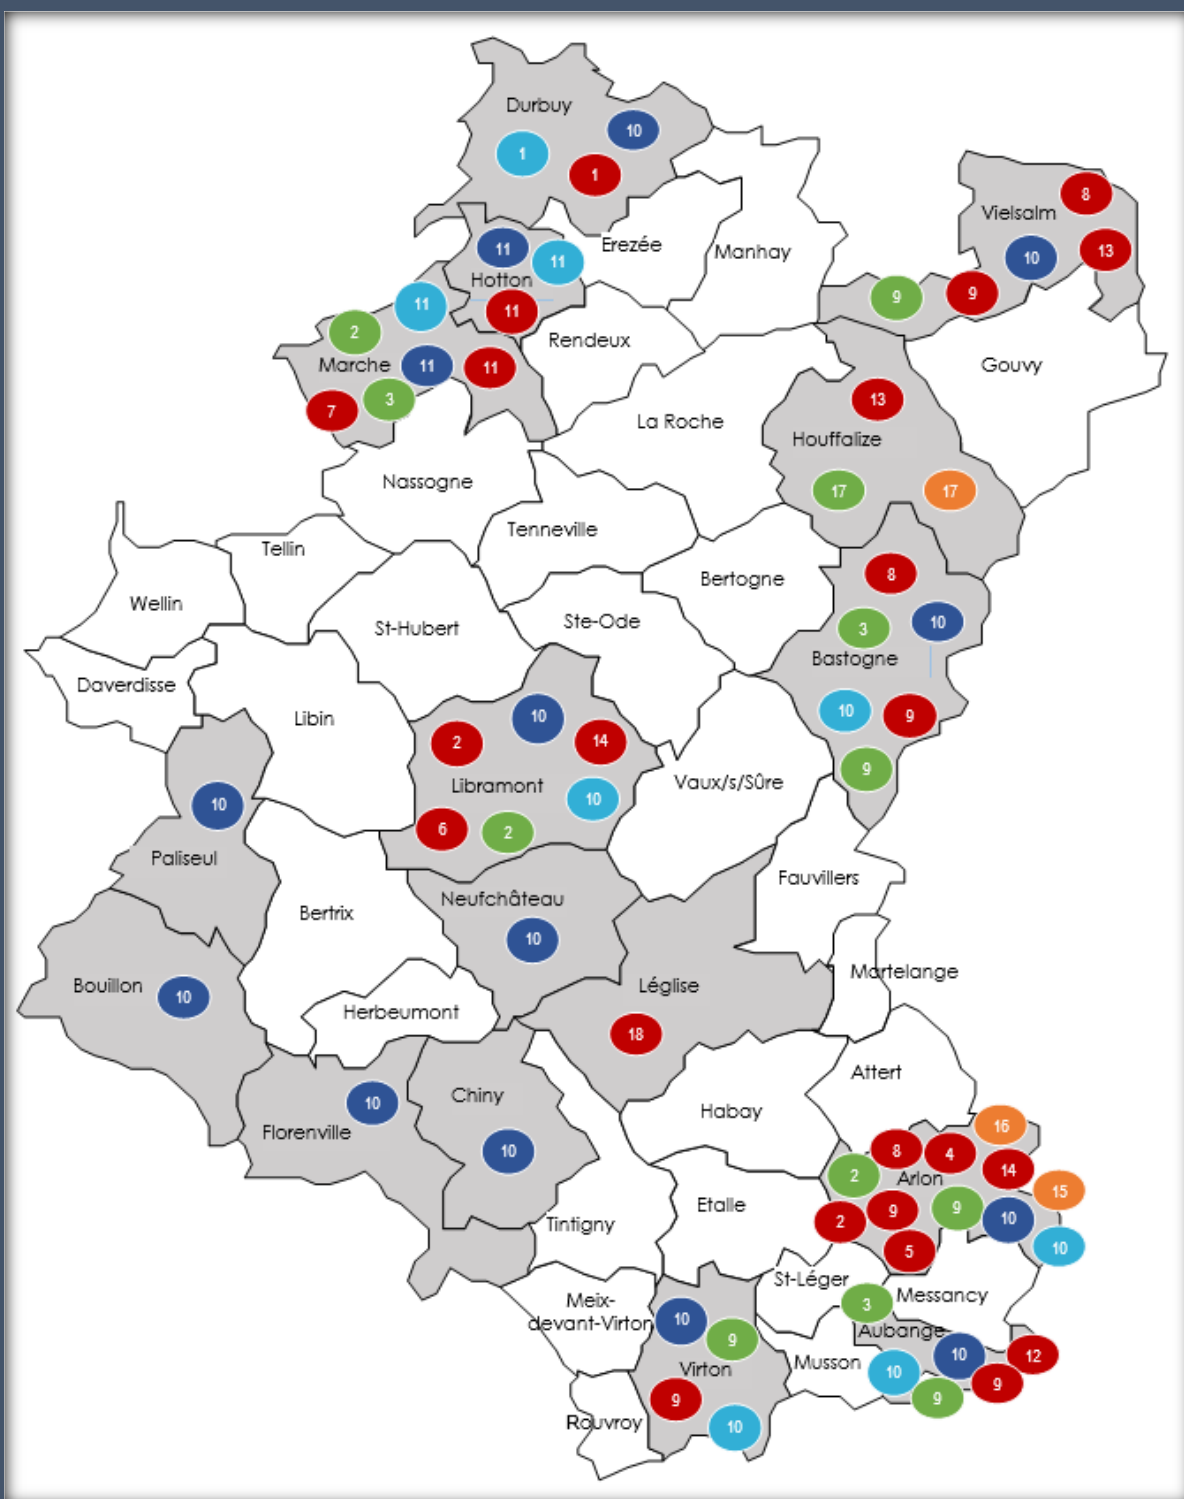 Durbuy
10
1
1
8
Vielsalm
13
10
9
9
Erezée
Manhay
11
11
Hotton
11
11
2
Marche
11
11
7
3
Rendeux
Gouvy
13
La Roche
Houffalize
17
17
Nassogne
Tenneville
Tellin
Bertogne
8
Wellin
St-Hubert
Ste-Ode
3
10
Bastogne
Daverdisse
10
9
9
Libin
10
2
14
Libramont
10
6
2
Vaux/s/Sûre
10
Paliseul
Fauvillers
Neufchâteau
10
Bertrix
Martelange
Bouillon
10
Léglise
18
Herbeumont
Attert
Chiny
10
Florenville
10
Habay
16
8
4
14
2
Arlon
15
9
9
10
2
5
10
Etalle
Tintigny
St-Léger
Messancy
3
Aubange
10
12
Meix-
devant-Virton
10
9
Virton
Musson
10
9
9
9
10
Rouvroy